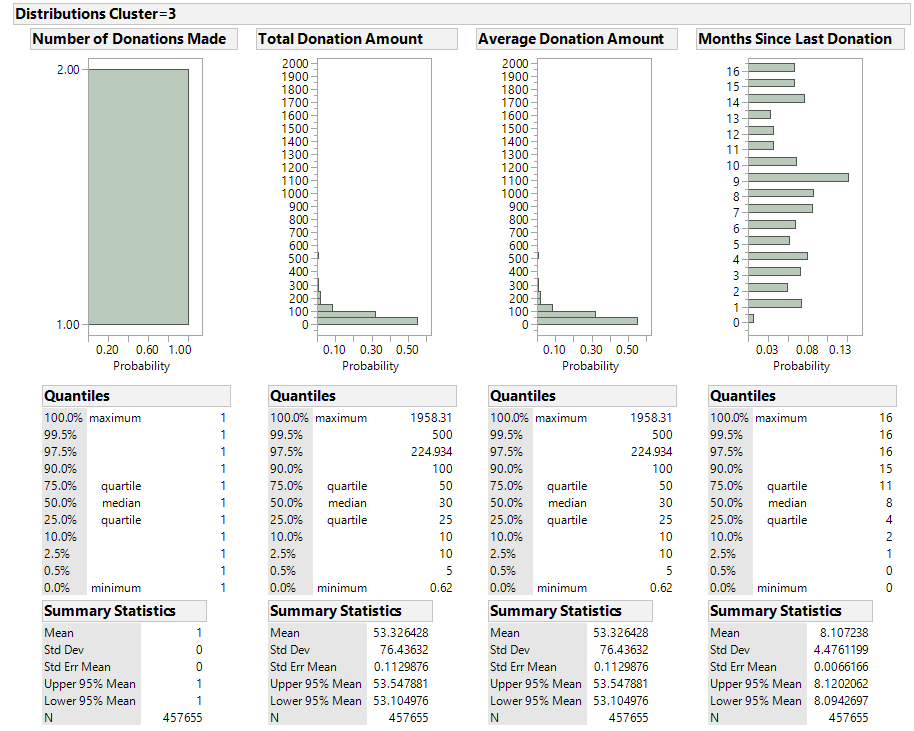 Distributions Cluster=3
Number of Donations Made
2.00
1.00
0.20 0.60 1.00
Probability
Quantiles
100.0% maximum 1
99.5% 1
97.5% 1
90.0% 1
75.0% quartile 1
50.0% median 1
25.0% quartile 1
10.0% 1
2.5% 1
0.5% 1
0.0% minimum 1
Summary Statistics
Mean 1
Std Dev 0
Std Err Mean 0
Upper 95% Mean 1
Lower 95% Mean 1
N 457655
Total Donation Amount
2000
1900
1800
1700
1600
1500
1400
1300
1200
1100
1000
900
800
700
600
500
400
300
200
100
0
0.10 0.30 0.50
Probability
Quantiles
100.0% maximum 1958.31
99.5% 500
97.5% 224.934
90.0% 100
75.0% quartile 50
50.0% median 30
25.0% quartile 25
10.0% 10
2.5% 10
0.5% 5
0.0% minimum 0.62
Summary Statistics
Mean 53.326428
Std Dev 76.43632
Std Err Mean 0.1129876
Upper 95% Mean 53.547881
Lower 95% Mean 53.104976
N 457655
Average Donation Amount
2000
1900
1800
1700
1600
1500
1400
1300
1200
1100
1000
900
800
700
600
500
400
300
200
100
0
0.10 0.30 0.50
Probability
Quantiles
100.0% maximum 1958.31
99.5% 500
97.5% 224.934
90.0% 100
75.0% quartile 50
50.0% median 30
25.0% quartile 25
10.0% 10
2.5% 10
0.5% 5
0.0% minimum 0.62
Summary Statistics
Mean 53.326428
Std Dev 76.43632
Std Err Mean 0.1129876
Upper 95% Mean 53.547881
Lower 95% Mean 53.104976
N 457655
Months Since Last Donation
16
15
14
13
12
11
10
9
8
7
6
5
4
3
2
1
0
0.03 0.08 0.13
Probability
Quantiles
100.0% maximum 16
99.5% 16
97.5% 16
90.0% 15
75.0% quartile 11
50.0% median 8
25.0% quartile 4
10.0% 2
2.5% 1
0.5% 0
0.0% minimum 0
Summary Statistics
Mean 8.107238
Std Dev 4.4761199
Std Err Mean 0.0066166
Upper 95% Mean 8.1202062
Lower 95% Mean 8.0942697
N 457655